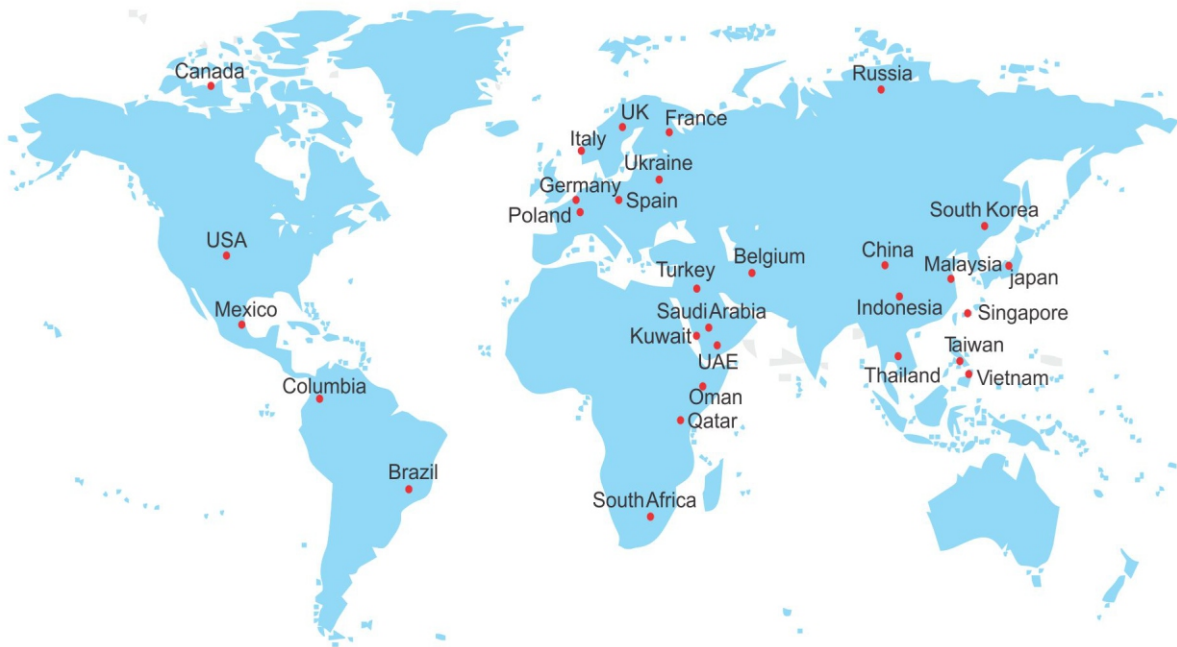 Canada
Russia
UK
France
Italy
Ukraine
Germany
Spain
Poland
South Korea
USA
China
Belgium
Malaysia
Turkey
japan
Indonesia
Mexico
Saudi Arabia
Singapore
Kuwait
Taiwan
UAE
Thailand
Vietnam
Columbia
Oman
Qatar
Brazil
South Africa